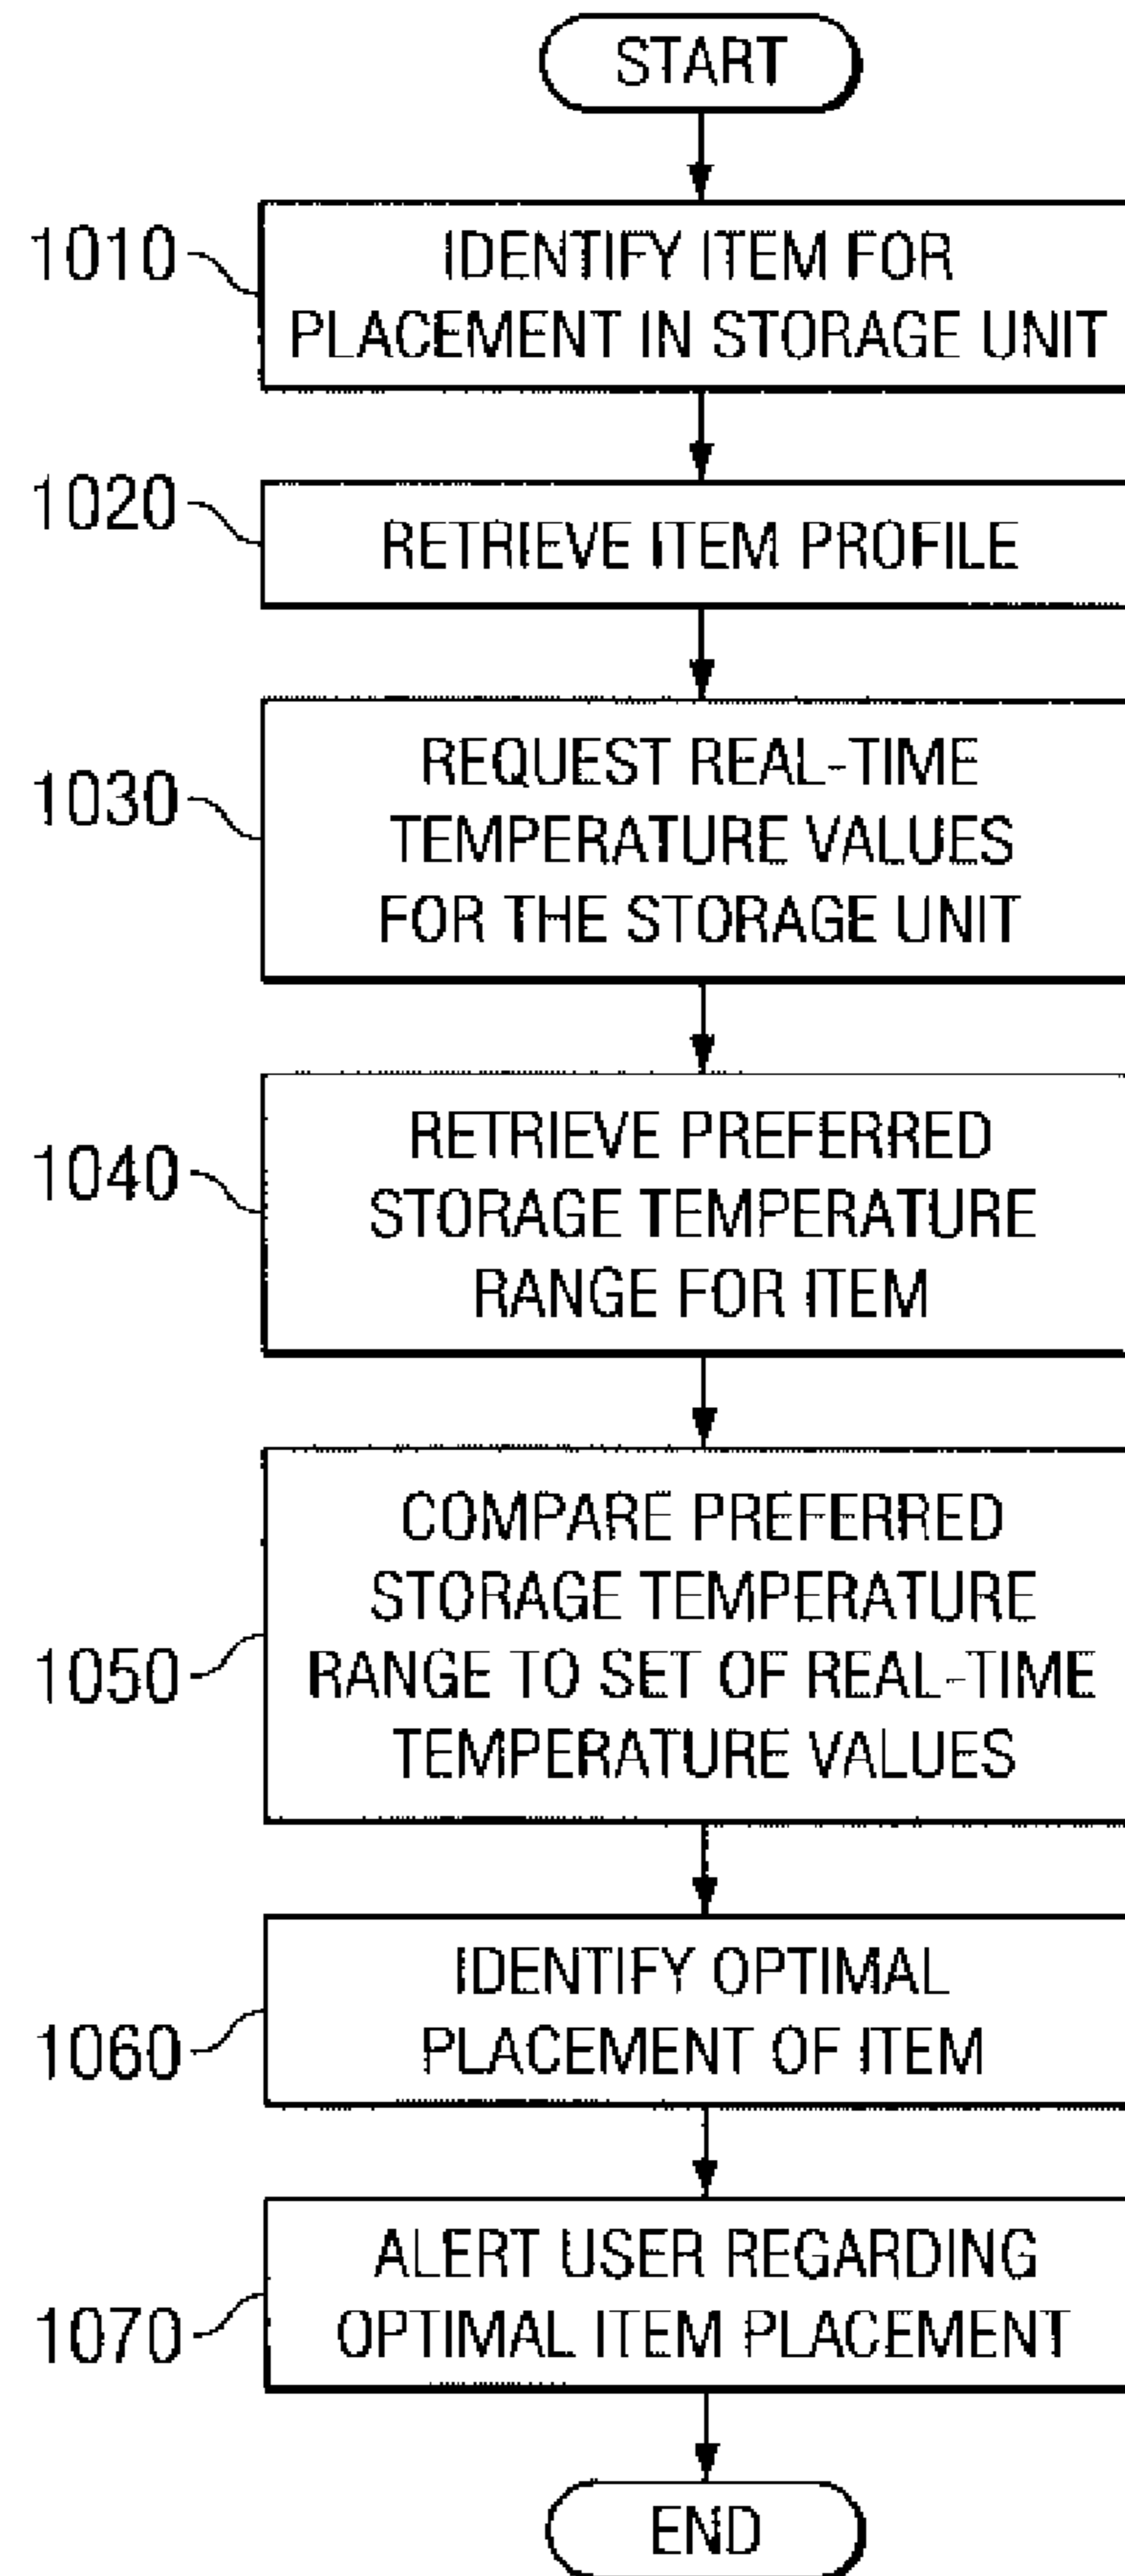 START
1010
IDENTIFY ITEM FOR
PLACEMENT IN STORAGE UNIT
1020
RETRIEVE ITEM PROFILE
1030
REQUEST REAL-TIME
TEMPERATURE VALUES
FOR THE STORAGE UNIT
1040
RETRIEVE PREFERRED
STORAGE TEMPERATURE
RANGE FOR ITEM
1050
COMPARE PREFERRED
STORAGE TEMPERATURE
RANGE TO SET OF REAL-TIME
TEMPERATURE VALUES
1060
IDENTIFY OPTIMAL
PLACEMENT OF ITEM
1070
ALERT USER REGARDING
OPTIMAL ITEM PLACEMENT
END